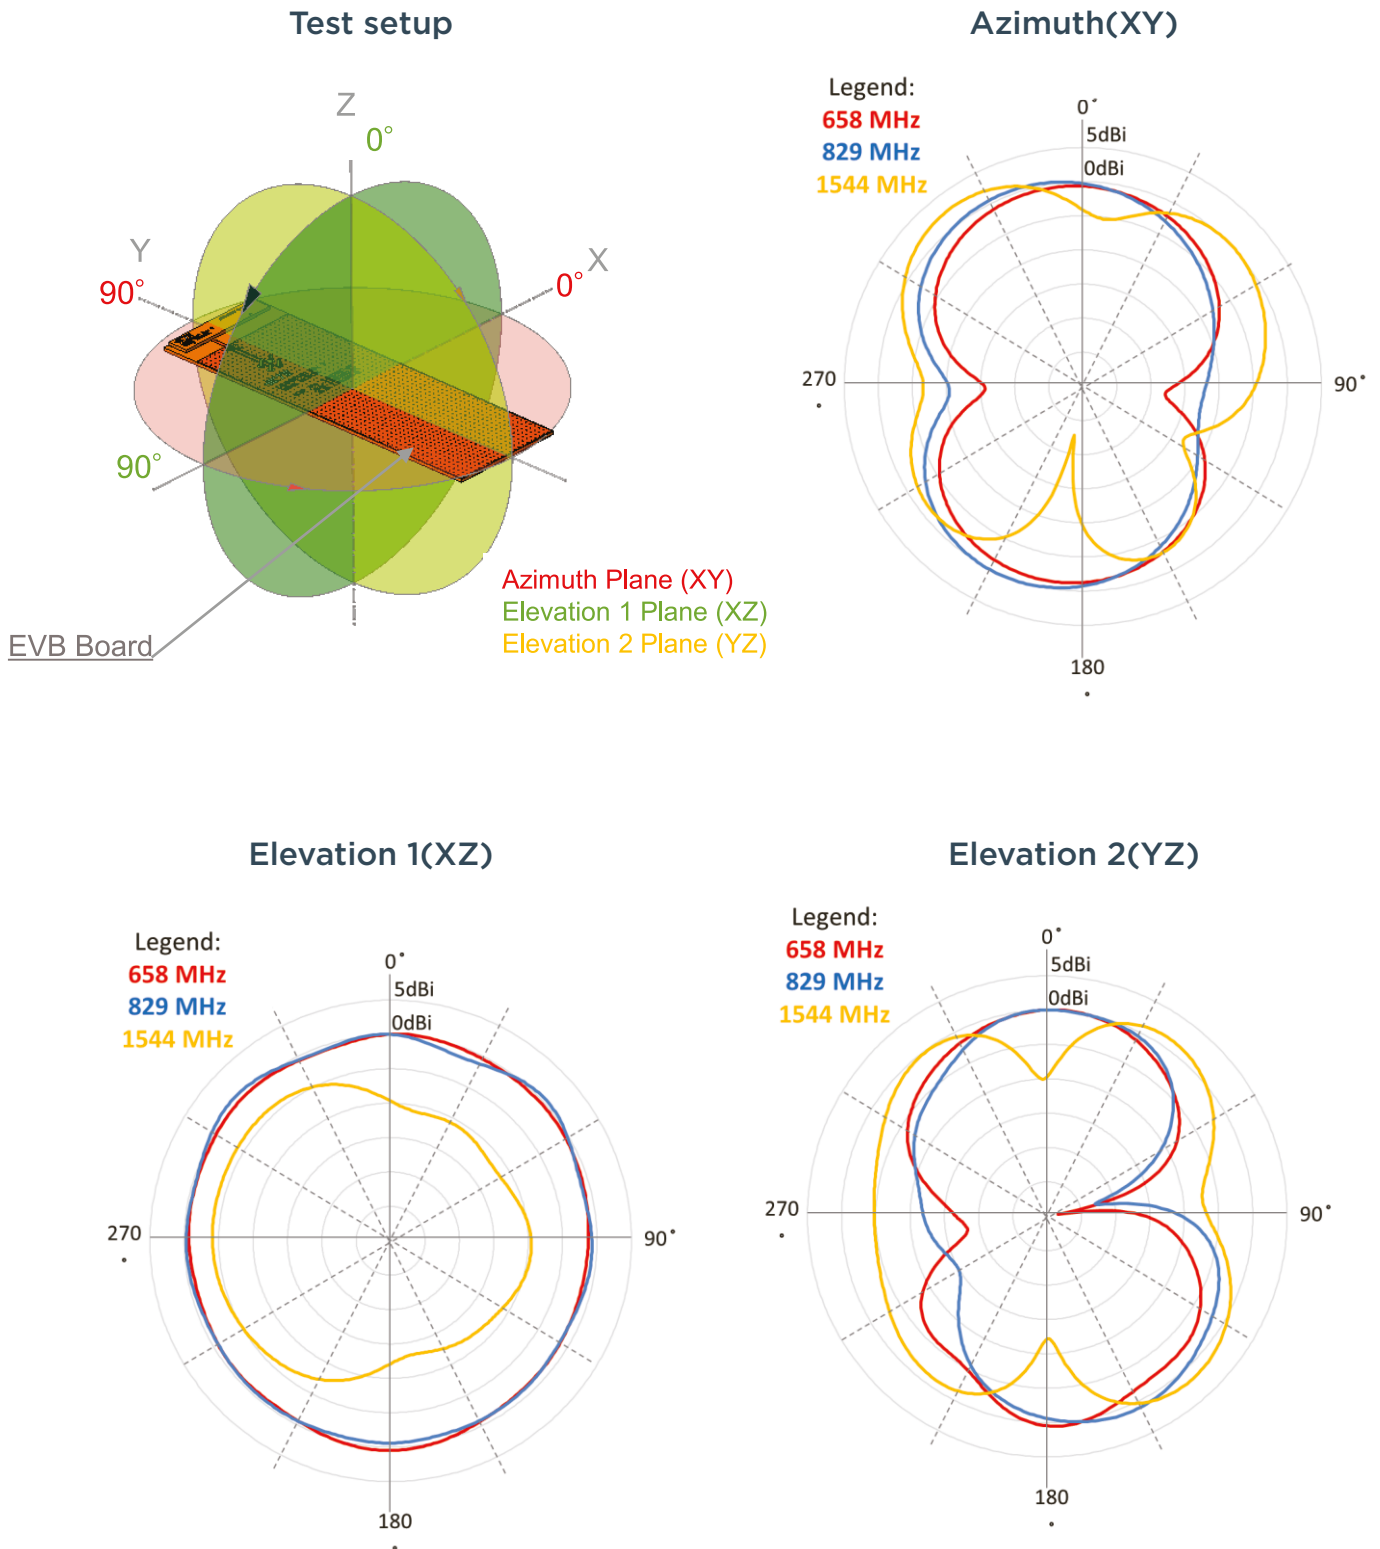 Test setup
Z
0°
Y
90°
X
0°
90°
EVB Board
Azimuth Plane (XY)
Elevation 1 Plane (XZ)
Elevation 2 Plane (YZ)
Azimuth(XY)
Legend:
658 MHz
829 MHz
1544 MHz
0°
5dBi
0dBi
270°
90°
180°
Elevation 1(XZ)
Legend:
658 MHz
829 MHz
1544 MHz
0°
5dBi
0dBi
270°
90°
180°
Elevation 2(YZ)
Legend:
658 MHz
829 MHz
1544 MHz
0°
5dBi
0dBi
270°
90°
180°